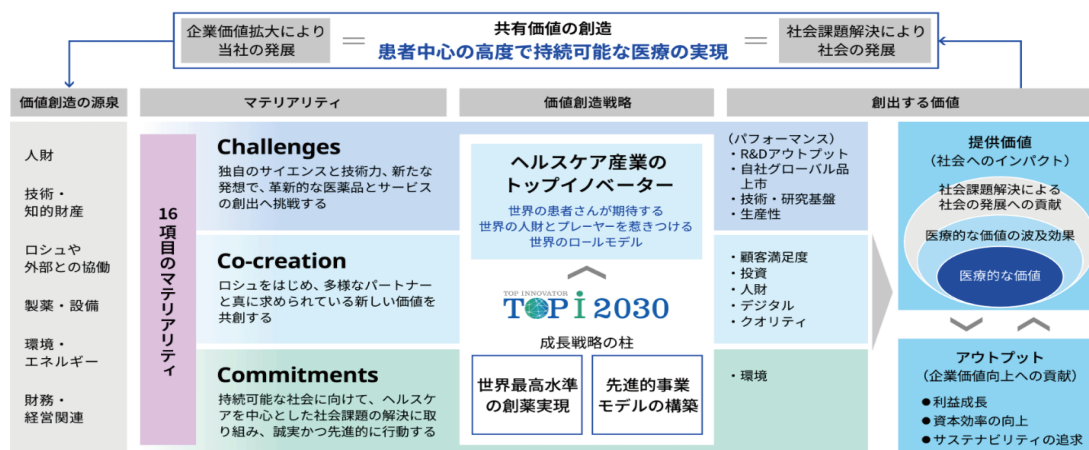 企業価値拡大により
当社の発展
＝
共有価値の創造
患者中心の高度で持続可能な医療の実現
＝
社会課題解決により
社会の発展
価値創造の源泉
マテリアリティ
価値創造戦略
創出する価値
人財
技術・
知的財産
ロシュや
外部との協働
製薬・設備
環境・
エネルギー
財務・
経営関連
16項目のマテリアリティ
Challenges
独自のサイエンスと技術力、新たな
発想で、革新的な医薬品とサービス
の創出へ挑戦する
Co-creation
ロシュをはじめ、多様なパートナー
と真に求められている新しい価値を
共創する
Commitments
持続可能な社会に向けて、ヘルスケ
アを中心とした社会課題の解決に取
り組み、誠実かつ先進的に行動する
ヘルスケア産業の
トップイノベーター
世界の患者さんが期待する
世界の人財とプレーヤーを惹きつける
世界のロールモデル
TOP INNOVATOR
TOP i 2030
成長戦略の柱
世界最高水準
の創薬実現
先進的事業
モデルの構築
（パフォーマンス）
・R&Dアウトプット
・自社グローバル品
上市
・技術・研究基盤
・生産性
・顧客満足度
・投資
・人財
・デジタル
・クオリティ
・環境
提供価値
（社会へのインパクト）
社会課題解決による
社会の発展への貢献
医療的な価値の波及効果
医療的な価値
アウトプット
（企業価値向上への貢献）
●利益成長
●資本効率の向上
●サステナビリティの追求